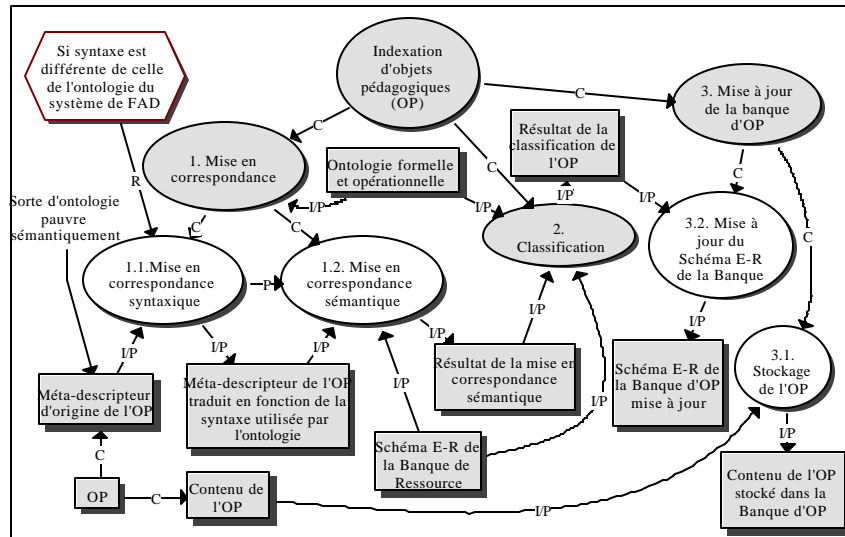 Si syntaxe est
différente de celle
de l'ontologie du
système de FAD
Indexation
d'objets
pédagogiques
(OP)
C
3. Mise à jour
de la banque
d'OP
C
Résultat de la
classification de
l'OP
1. Mise en
correspondance
Ontologie formelle
et opérationnelle
C
C
R
I/P
I/P
I/P
I/P
Sorte d'ontologie
pauvre
sémantiquement
C
C
2.
Classification
3.2. Mise à
jour du
Schéma E-R
de la Banque
C
1.1.Mise en
correspondance
syntaxique
P
1.2. Mise en
correspondance
sémantique
I/P
I/P
I/P
I/P
I/P
I/P
Méta-descripteur
d'origine de l'OP
Méta-descripteur de l'OP
traduit en fonction de la
syntaxe utilisée par
l'ontologie
I/P
Résultat de la mise en
correspondance
sémantique
I/P
Schéma E-R de
la Banque d'OP
mise à jour
3.1.
Stockage
de l'OP
C
Schéma E-R de
la Banque de
Ressource
I/P
OP
C
Contenu de
l'OP
I/P
Contenu de l'OP
stocké dans la
Banque d'OP